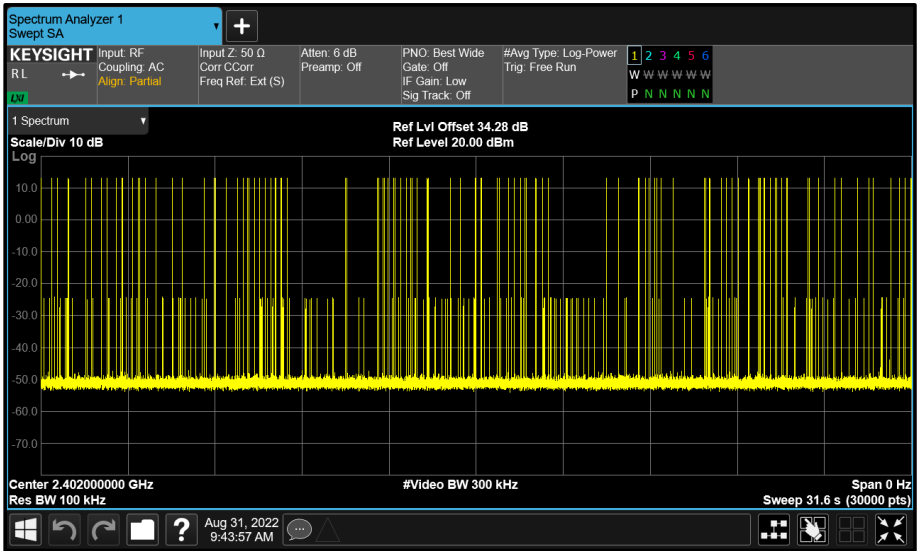 Spectrum Analyzer 1
Swept SA
+
KEYSIGHT
R L
LXI
Input: RF
Coupling: AC
Align: Partial
Input Z: 50 Ω
Corr CCorr
Freq Ref: Ext (S)
Atten: 6 dB
Preamp: Off
PNO: Best Wide
Gate: Off
IF Gain: Low
Sig Track: Off
#Avg Type: Log-Power
Trig: Free Run
1 2 3 4 5 6
W W W W W W
P N N N N N
1 Spectrum
Scale/Div 10 dB
Ref Lvl Offset 34.28 dB
Ref Level 20.00 dBm
Log
10.0
0.00
-10.0
-20.0
-30.0
-40.0
-50.0
-60.0
-70.0
Center 2.402000000 GHz
#Video BW 300 kHz
Span 0 Hz
Res BW 100 kHz
Sweep 31.6 s (30000 pts)
?
Aug 31, 2022
9:43:57 AM